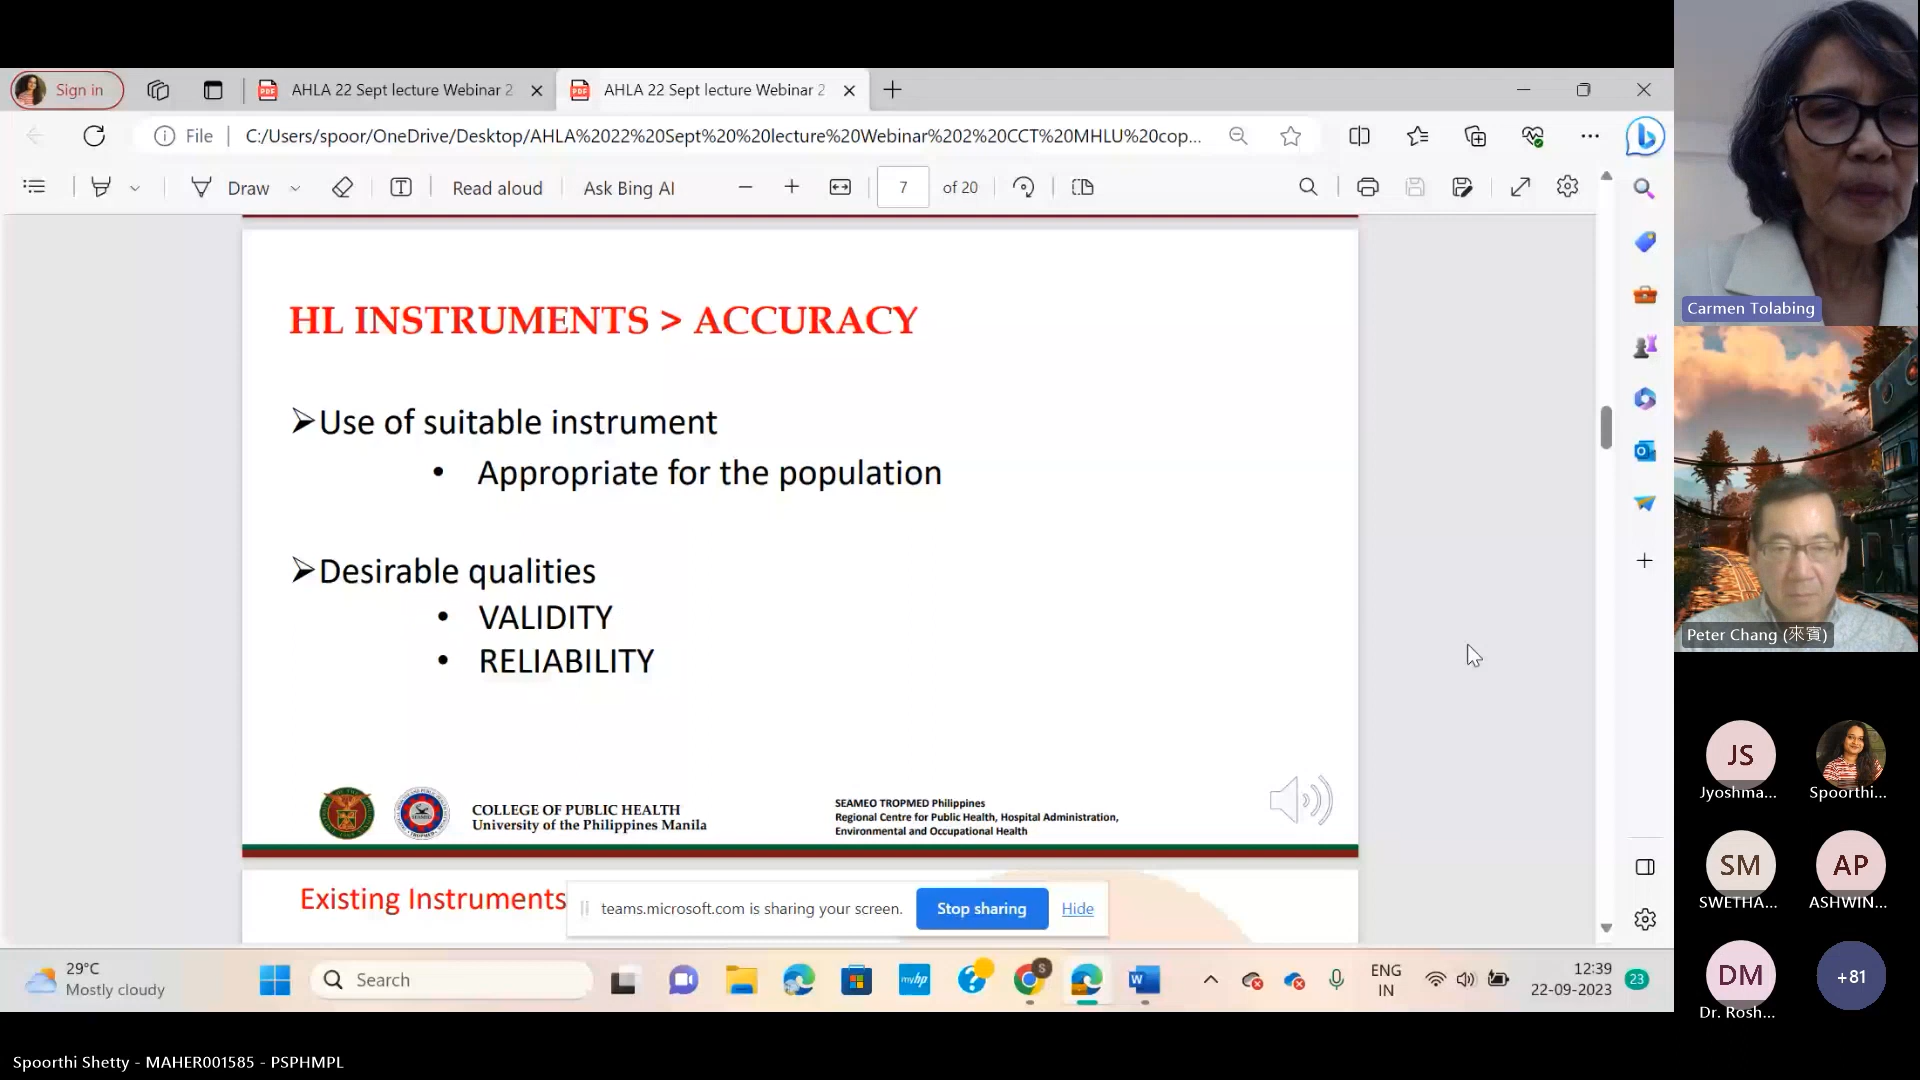 Sign in
AHLA 22 Sept lecture Webinar 2
AHLA 22 Sept lecture Webinar 2
File
C:/Users/spoor/OneDrive/Desktop/AHLA%2022%20Sept%20%20lecture%20Webinar%202%20CCT%20MHLU%20cop...
Draw
Read aloud
Ask Bing AI
7 of 20
HL INSTRUMENTS > ACCURACY
➢Use of suitable instrument
• Appropriate for the population
➢Desirable qualities
• VALIDITY
• RELIABILITY
COLLEGE OF PUBLIC HEALTH
University of the Philippines Manila
SEAMEO TROPMED Philippines
Regional Centre for Public Health, Hospital Administration,
Environmental and Occupational Health
Existing Instruments
teams.microsoft.com is sharing your screen.
Stop sharing
Hide
29°C
Mostly cloudy
Search
myhp
S
W
ENG
IN
12:39
22-09-2023
23
Carmen Tolabing
Peter Chang (來賓)
JS
Jyoshma...
Spoorthi...
SM
SWETHA...
AP
ASHWIN...
DM
Dr. Rosh...
+81
Spoorthi Shetty - MAHER001585 - PSPHMPL